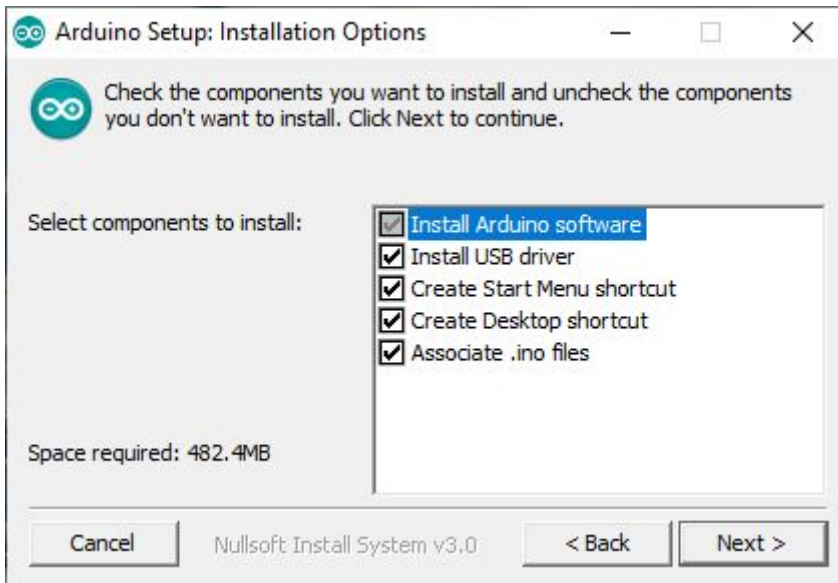 Arduino Setup: Installation Options
Check the components you want to install and uncheck the components
you don't want to install. Click Next to continue.
Select components to install:
Install Arduino software
Install USB driver
Create Start Menu shortcut
Create Desktop shortcut
Associate .ino files
Space required: 482.4MB
Cancel
Nullsoft Install System v3.0
< Back
Next >